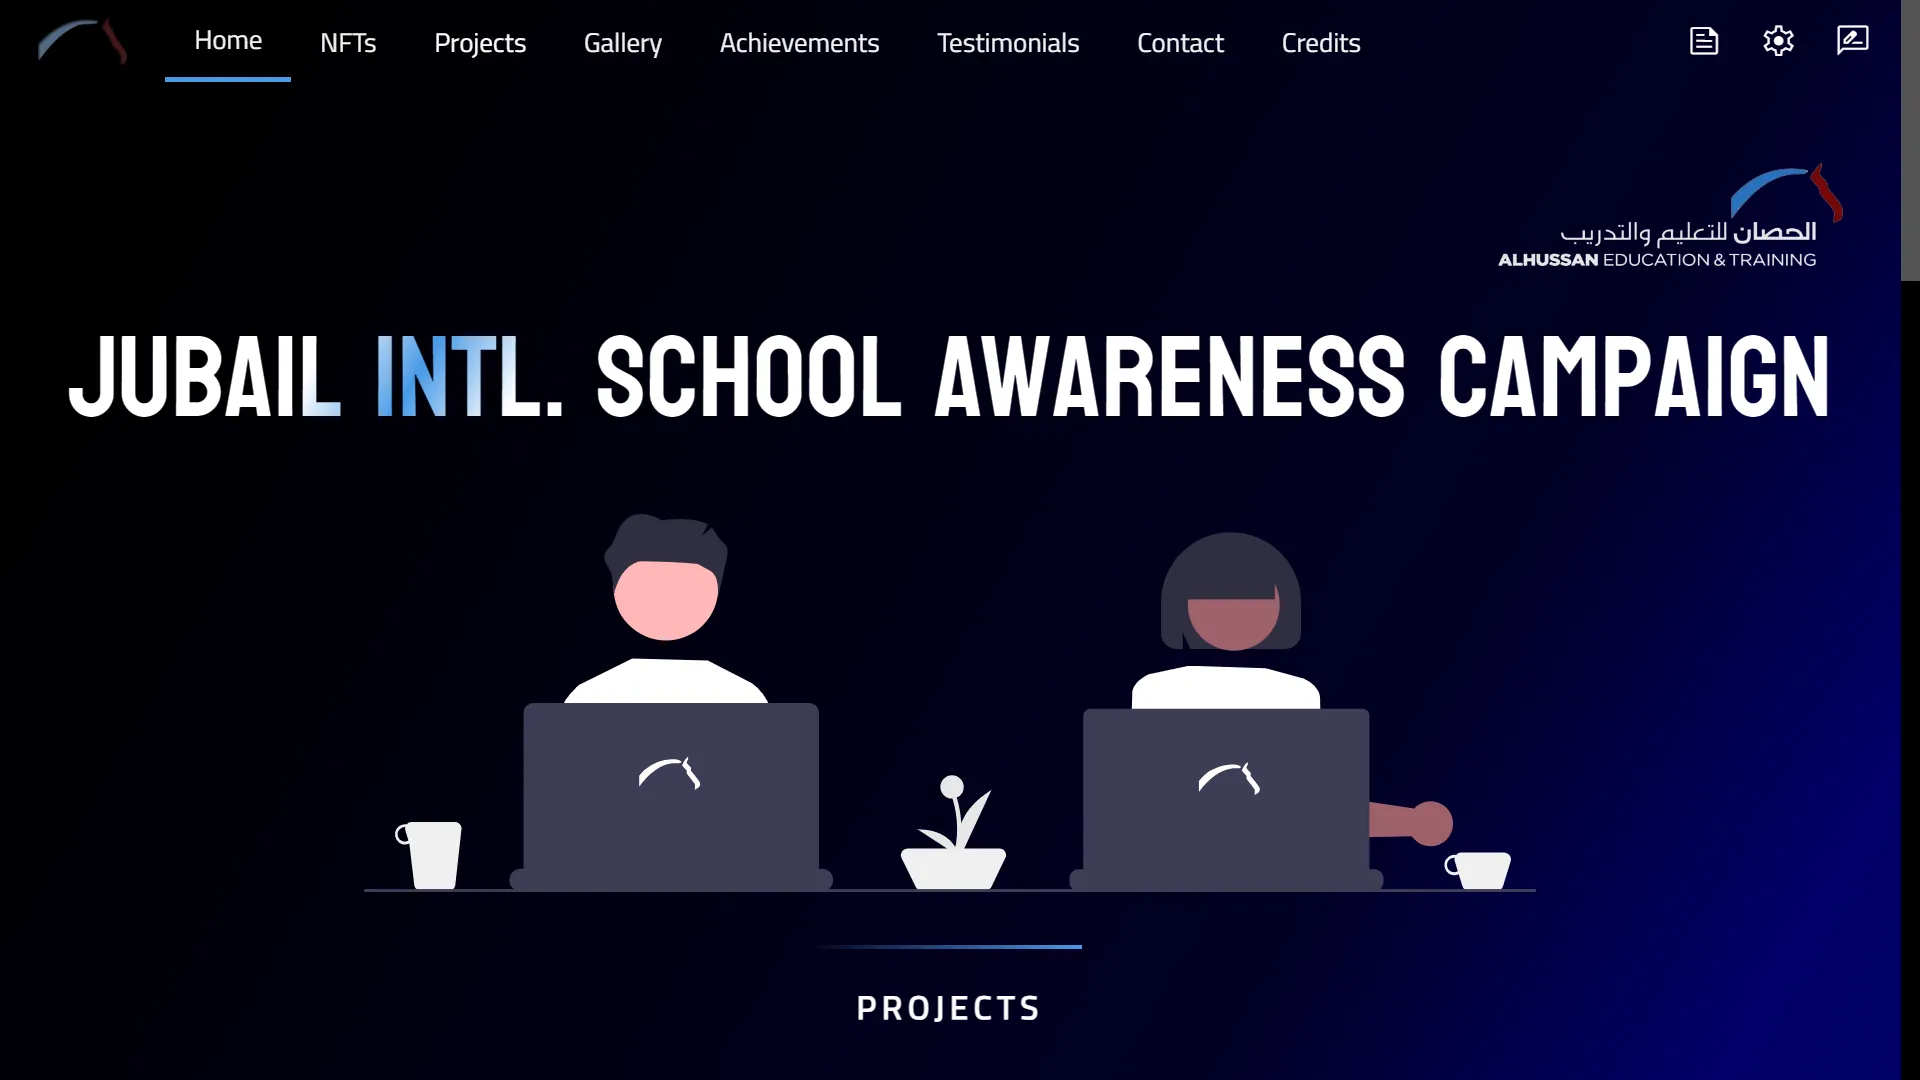 Home
NFTs
Projects
Gallery
Achievements
Testimonials
Contact
Credits
الحصان للتعليم والتدريب
ALHUSSAN EDUCATION & TRAINING
JUBAIL INTL. SCHOOL AWARENESS CAMPAIGN
PROJECTS